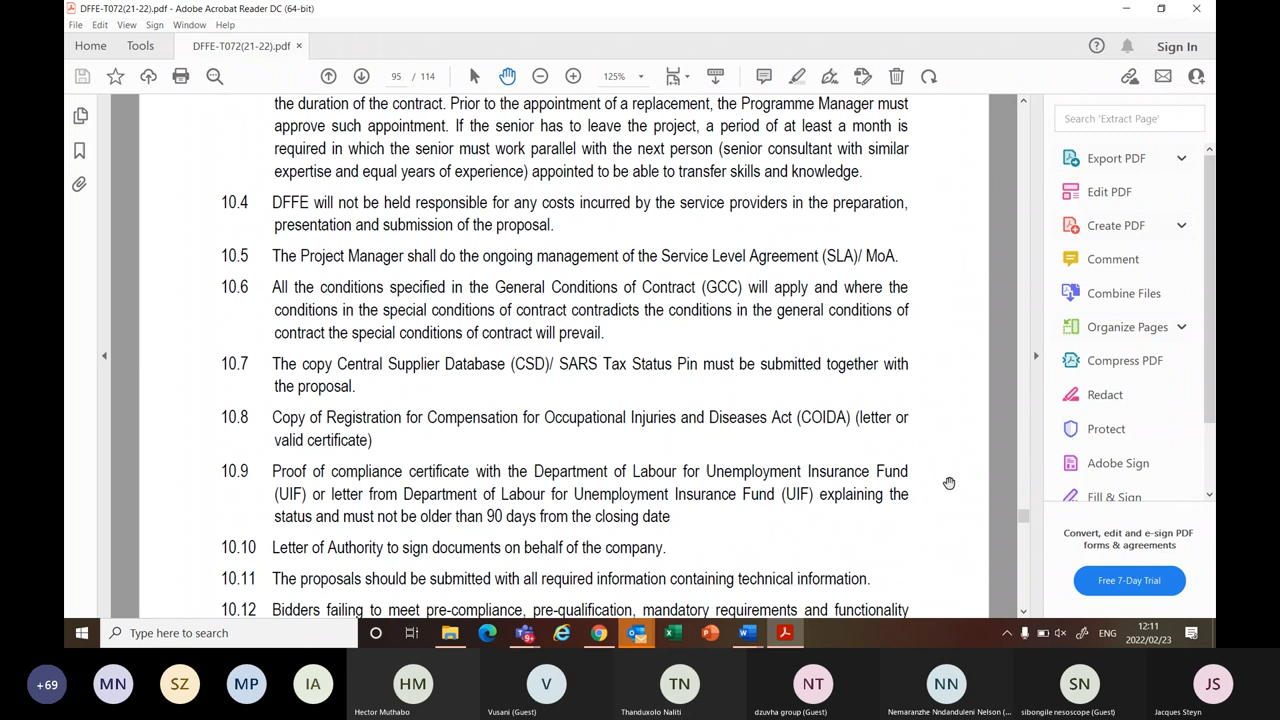 DFFE-T072(21-22).pdf - Adobe Acrobat Reader DC (64-bit)
File Edit View Sign Window Help
Home Tools DFFE-T072(21-22).pdf × Sign In
95 / 114 125%
the duration of the contract. Prior to the appointment of a replacement, the Programme Manager must
approve such appointment. If the senior has to leave the project, a period of at least a month is
required in which the senior must work parallel with the next person (senior consultant with similar
expertise and equal years of experience) appointed to be able to transfer skills and knowledge.
10.4 DFFE will not be held responsible for any costs incurred by the service providers in the preparation,
presentation and submission of the proposal.
10.5 The Project Manager shall do the ongoing management of the Service Level Agreement (SLA)/ MoA.
10.6 All the conditions specified in the General Conditions of Contract (GCC) will apply and where the
conditions in the special conditions of contract contradicts the conditions in the general conditions of
contract the special conditions of contract will prevail.
10.7 The copy Central Supplier Database (CSD)/ SARS Tax Status Pin must be submitted together with
the proposal.
10.8 Copy of Registration for Compensation for Occupational Injuries and Diseases Act (COIDA) (letter or
valid certificate)
10.9 Proof of compliance certificate with the Department of Labour for Unemployment Insurance Fund
(UIF) or letter from Department of Labour for Unemployment Insurance Fund (UIF) explaining the
status and must not be older than 90 days from the closing date
10.10 Letter of Authority to sign documents on behalf of the company.
10.11 The proposals should be submitted with all required information containing technical information.
10.12 Bidders failing to meet pre-compliance, pre-qualification, mandatory requirements and functionality
Search 'Extract Page'
Export PDF
Edit PDF
Create PDF
Comment
Combine Files
Organize Pages
Compress PDF
Redact
Protect
Adobe Sign
Fill & Sign
Convert, edit and e-sign PDF
forms & agreements
Free 7-Day Trial
Type here to search
9+
ENG
12:11
2022/02/23
+69 MN SZ MP IA HM V TN NT NN SN JS
Hector Muthabo Vusani (Guest) Thanduxolo Naliti dzuvha group (Guest) Nemaranzhe Nndanduleni Nelson (... sibongile nesoscope (Guest) Jacques Steyn